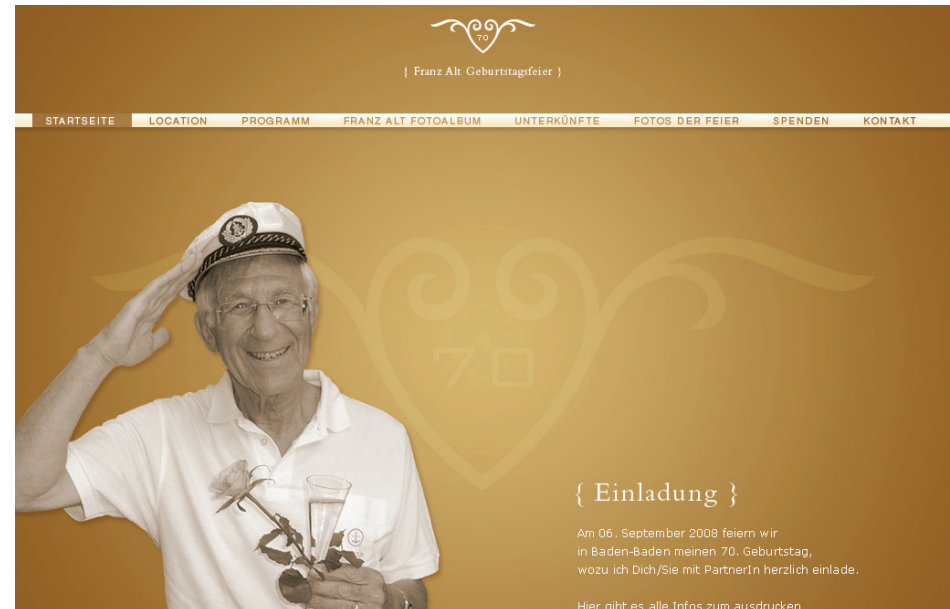 70
{ Franz Alt Geburtstagsfeier }
STARTSEITE LOCATION PROGRAMM FRANZ ALT FOTOALBUM UNTERKÜNFTE FOTOS DER FEIER SPENDEN KONTAKT
70
{ Einladung }
Am 06. September 2008 feiern wir
in Baden-Baden meinen 70. Geburtstag,
wozu ich Dich/Sie mit PartnerIn herzlich einlade.
Hier gibt es alle Infos zum ausdrucken